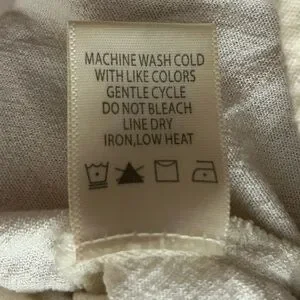 MACHINE WASH COLD
WITH LIKE COLORS
GENTLE CYCLE
DO NOT BLEACH
LINE DRY
IRON,LOW HEAT